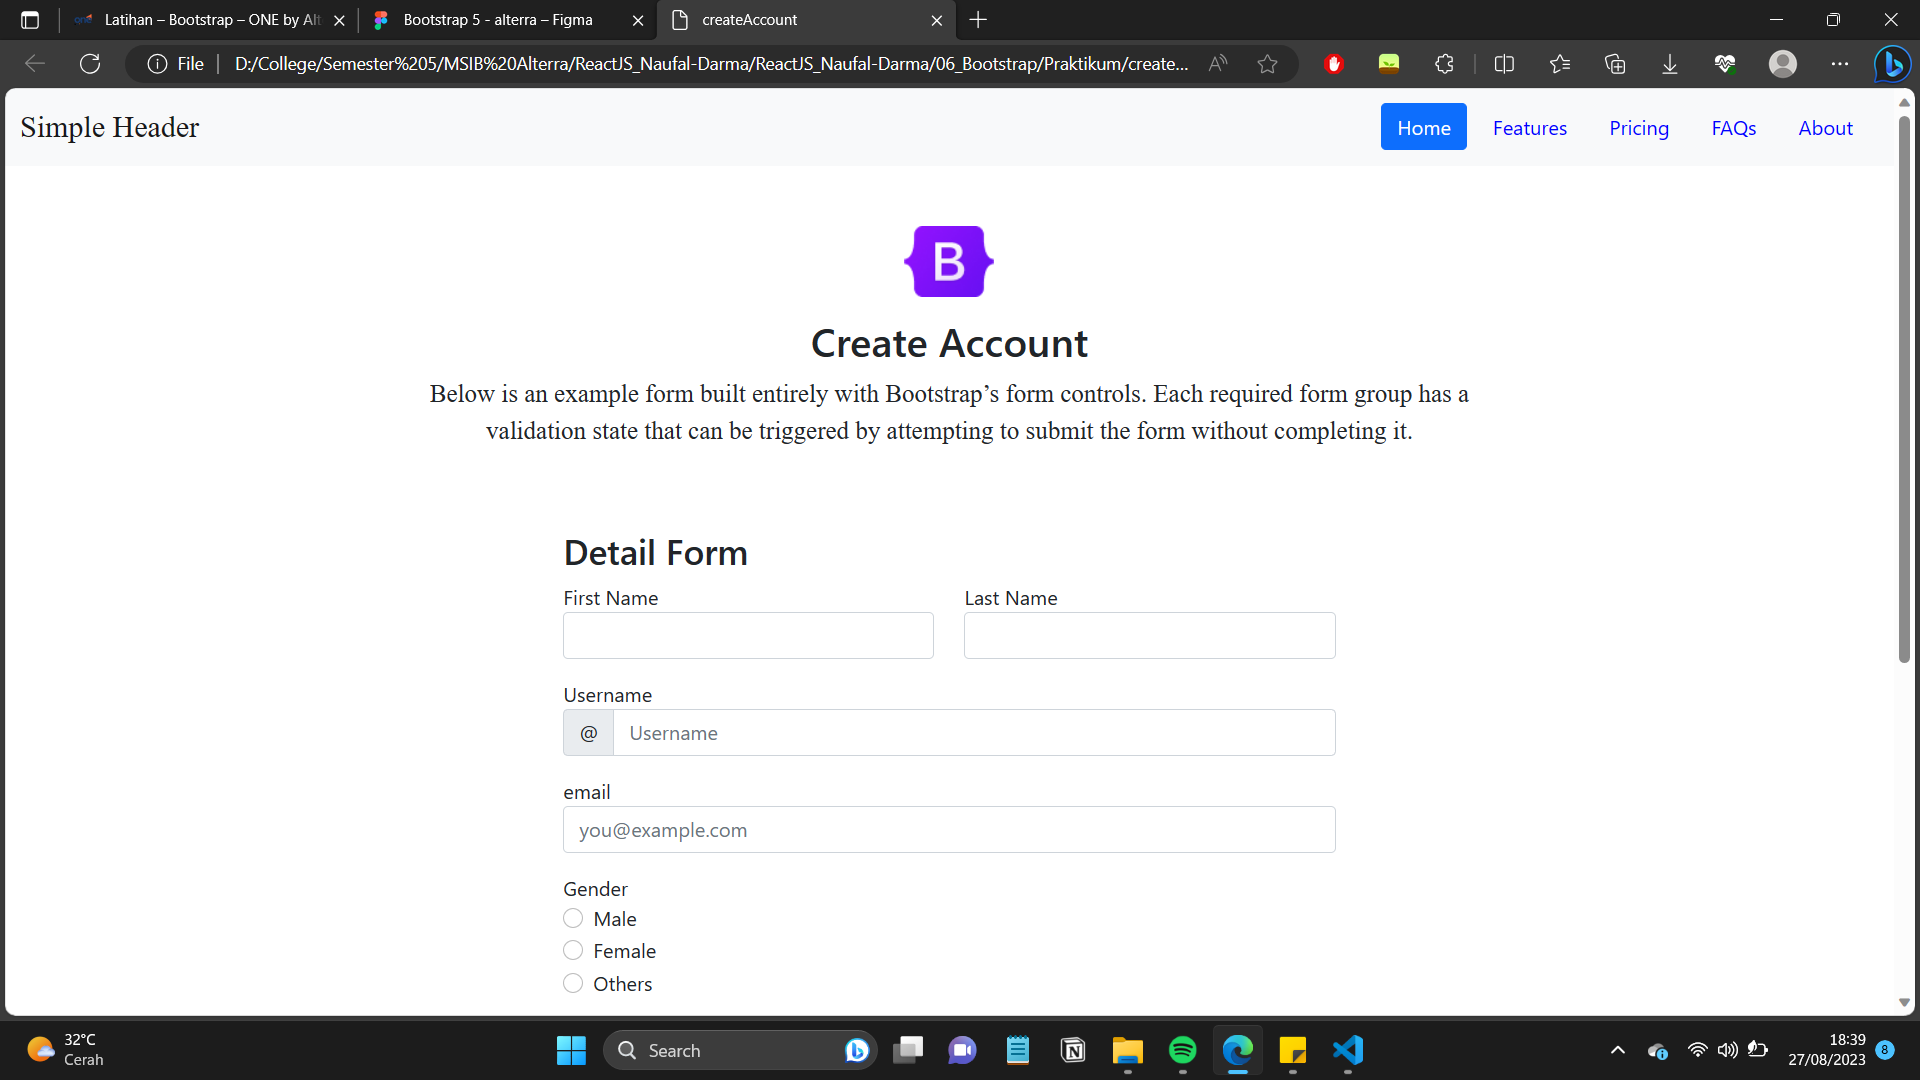 Latihan – Bootstrap – ONE by Alt
Bootstrap 5 - alterra – Figma
createAccount
File
D:/College/Semester%205/MSIB%20Alterra/ReactJS_Naufal-Darma/ReactJS_Naufal-Darma/06_Bootstrap/Praktikum/create...
Simple Header
Home
Features
Pricing
FAQs
About
B
Create Account
Below is an example form built entirely with Bootstrap’s form controls. Each required form group has a
validation state that can be triggered by attempting to submit the form without completing it.
Detail Form
First Name
Last Name
Username
@
Username
email
you@example.com
Gender
Male
Female
Others
32°C
Cerah
Search
18:39
27/08/2023
8